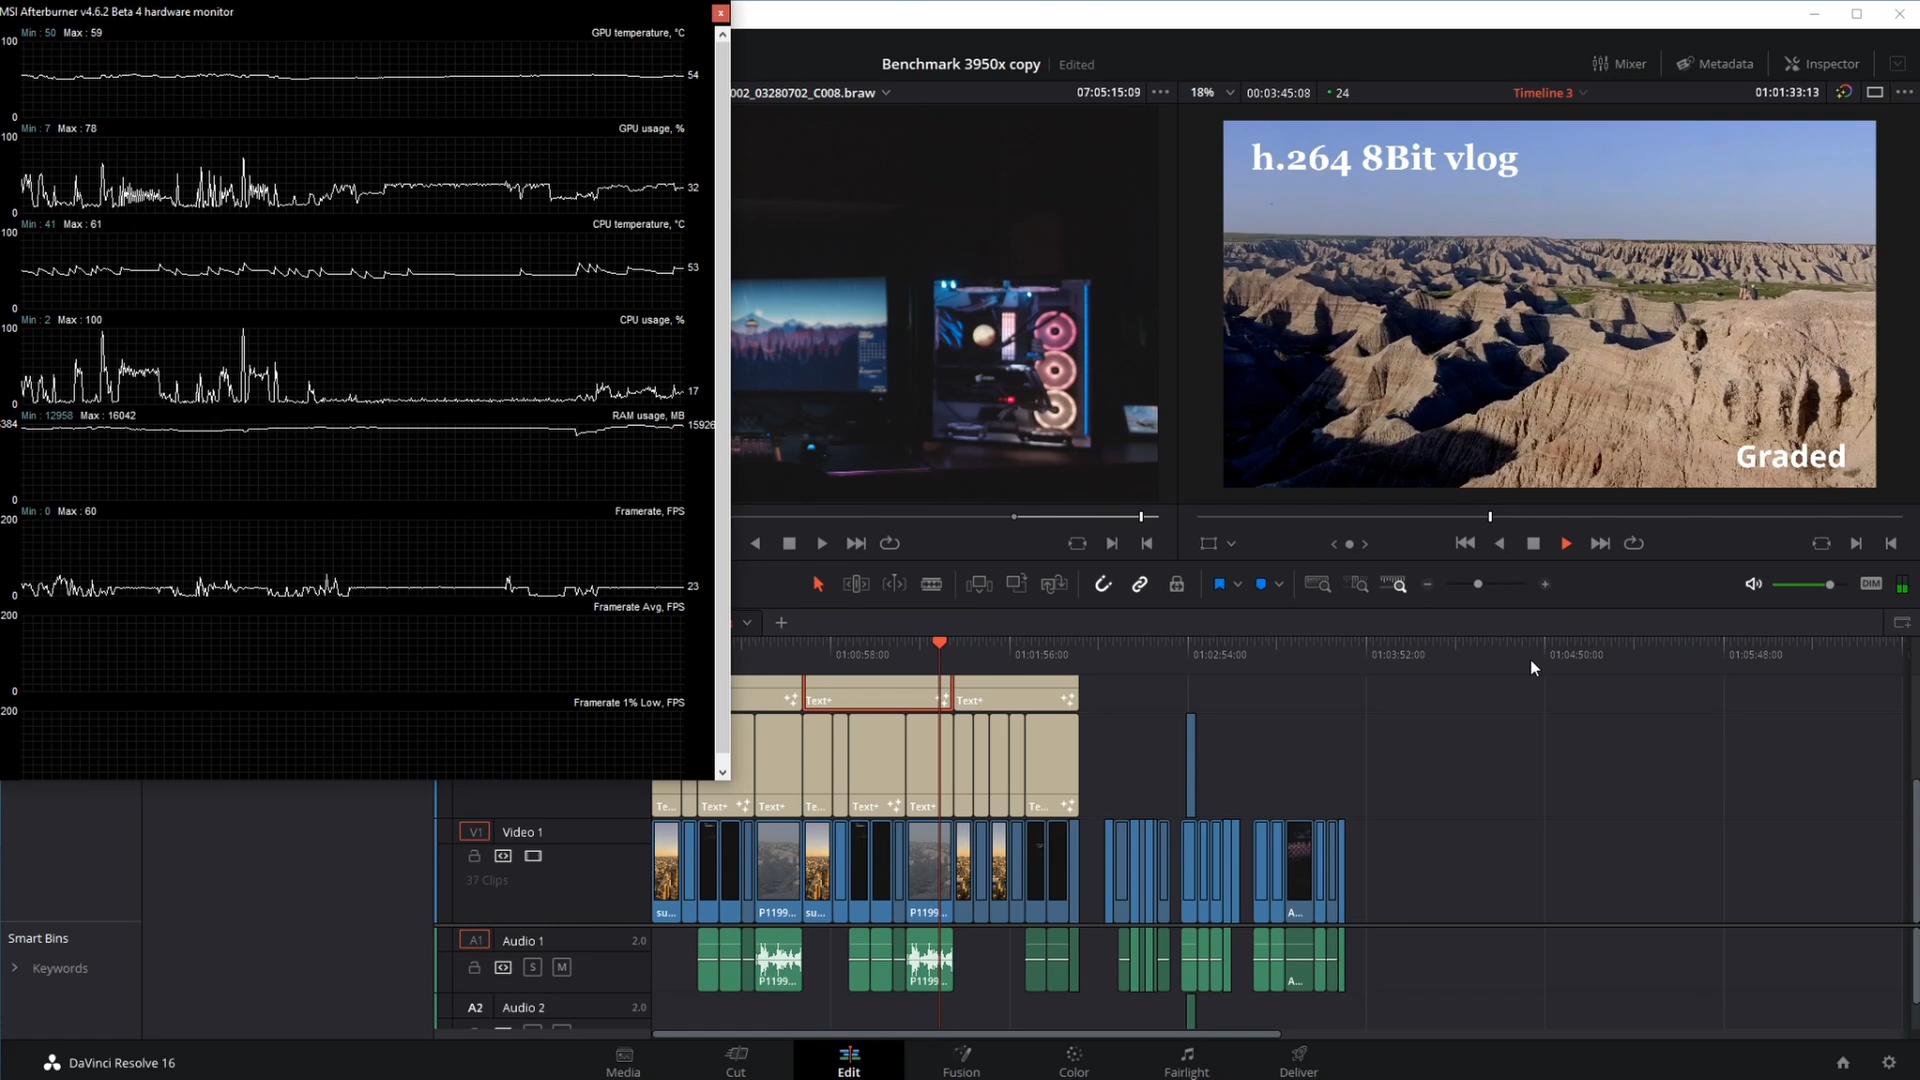 MSI Afterburner v4.6.2 Beta 4 hardware monitor
x
Min : 50 Max : 59
GPU temperature, °C
100
54
0
Min : 7 Max : 78
GPU usage, %
100
32
0
Min : 41 Max : 61
CPU temperature, °C
100
53
0
Min : 2 Max : 100
CPU usage, %
100
17
0
Min : 12958 Max : 16042
RAM usage, MB
384
15926
0
Min : 0 Max : 60
Framerate, FPS
200
23
0
Framerate Avg, FPS
200
0
Framerate 1% Low, FPS
200
Benchmark 3950x copy
Edited
Mixer
Metadata
Inspector
002_03280702_C008.braw
07:05:15:09
18%
00:03:45:08
24
Timeline 3
01:01:33:13
h.264 8Bit vlog
Graded
DIM
01:00:58:00
01:01:56:00
01:02:54:00
01:03:52:00
01:04:50:00
01:05:48:00
Text+
Text+
Te...
Text+
Text+
Te...
Text+
Text+
Te...
V1
Video 1
37 Clips
su...
P1199...
su...
P1199...
A...
A1
Audio 1
2.0
S
M
P1199...
P1199...
A...
A2
Audio 2
2.0
Smart Bins
Keywords
DaVinci Resolve 16
Media
Cut
Edit
Fusion
Color
Fairlight
Deliver